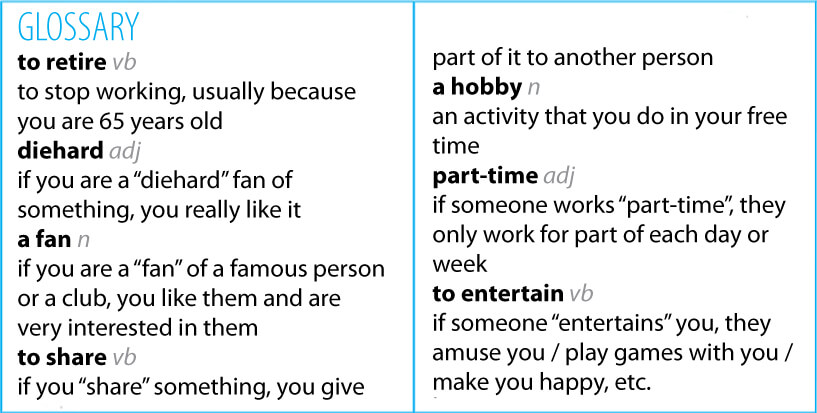 GLOSSARY
to retire vb
to stop working, usually because
you are 65 years old
diehard adj
if you are a “diehard” fan of
something, you really like it
a fan n
if you are a “fan” of a famous person
or a club, you like them and are
very interested in them
to share vb
if you “share” something, you give
part of it to another person
a hobby n
an activity that you do in your free
time
part-time adj
if someone works “part-time”, they
only work for part of each day or
week
to entertain vb
if someone “entertains” you, they
amuse you / play games with you /
make you happy, etc.